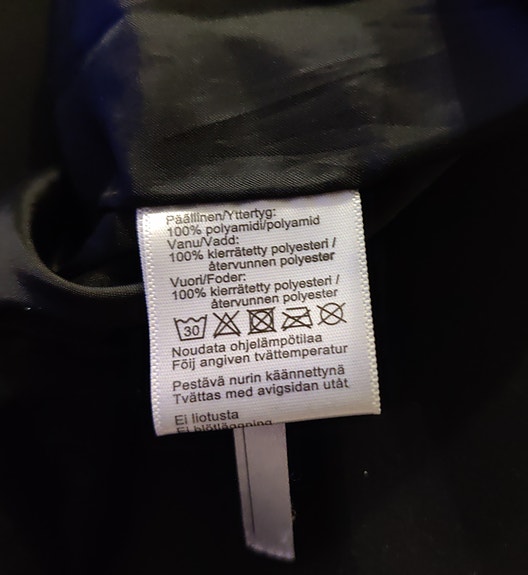 Päällinen/Yttertyg:
100% polyamidi/polyamid
Vanu/Vadd:
100% kierrätetty polyesteri /
återvunnen polyester
Vuori/Foder:
100% kierrätetty polyesteri /
återvunnen polyester
30
Noudata ohjelämpötilaa
Följ angiven tvättemperatur
Pestävä nurin käännettynä
Tvättas med avigsidan utåt
Ei liotusta